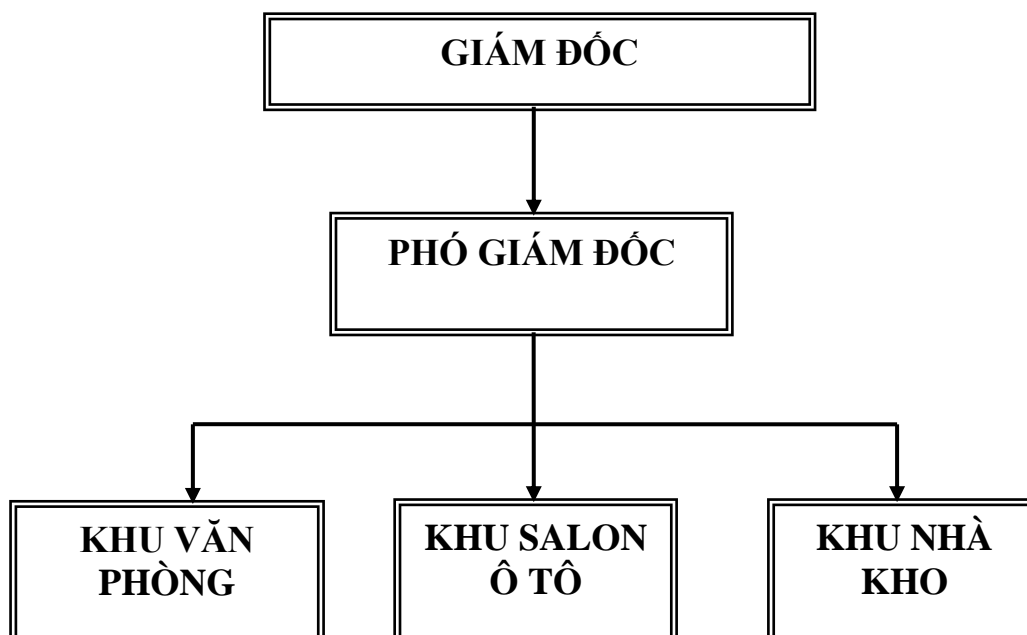 GIÁM ĐỐC
PHÓ GIÁM ĐỐC
KHU VĂN
PHÒNG
KHU SALON
Ô TÔ
KHU NHÀ
KHO